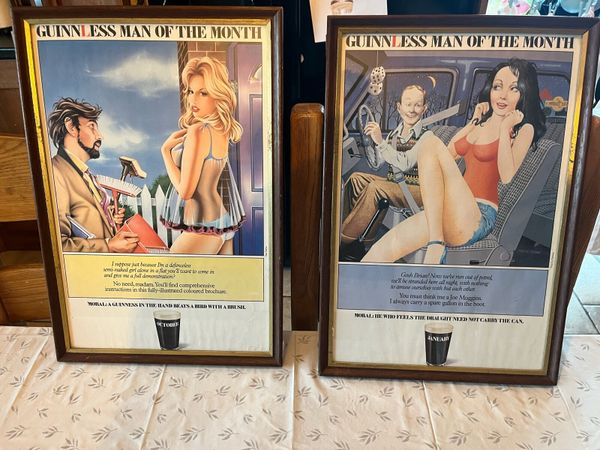 GUINNLESS MAN OF THE MONTH
I suppose just because I'm a defenceless
semi-naked girl alone in a flat you'll want to come in
and give me a full demonstration?
No need, madam. You'll find comprehensive
instructions in this fully-illustrated coloured brochure.
MORAL: A GUINNESS IN THE HAND BEATS A BIRD WITH A BRUSH.
OCTOBER
GUINNLESS MAN OF THE MONTH
Gosh Brian! Now we've run out of petrol,
we'll be stranded here all night, with nothing
to amuse ourselves with but each other.
You must think me a Joe Muggins.
I always carry a spare gallon in the boot.
MORAL: HE WHO FEELS THE DRAUGHT NEED NOT CARRY THE CAN.
JANUARY